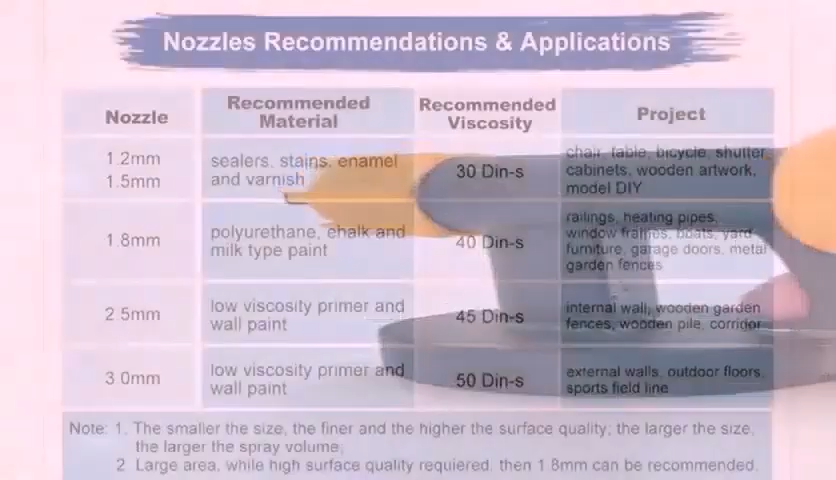 Nozzles Recommendations & Applications
Nozzle
Recommended
Material
Recommended
Viscosity
Project
1.2mm
1.5mm
sealers, stains, enamel
and varnish
30 Din-s
chair, table, bicycle, shutter
cabinets, wooden artwork,
model DIY
1.8mm
polyurethane, chalk and
milk type paint
40 Din-s
railings, heating pipes,
window frames, boats, yard
furniture, garage doors, metal
garden fences
2 5mm
low viscosity primer and
wall paint
45 Din-s
internal wall, wooden garden
fences, wooden pile, corridor
3 0mm
low viscosity primer and
wall paint
50 Din-s
external walls, outdoor floors,
sports field line
Note: 1. The smaller the size, the finer and the higher the surface quality; the larger the size,
the larger the spray volume;
2 Large area, while high surface quality requiered, then 1 8mm can be recommended.